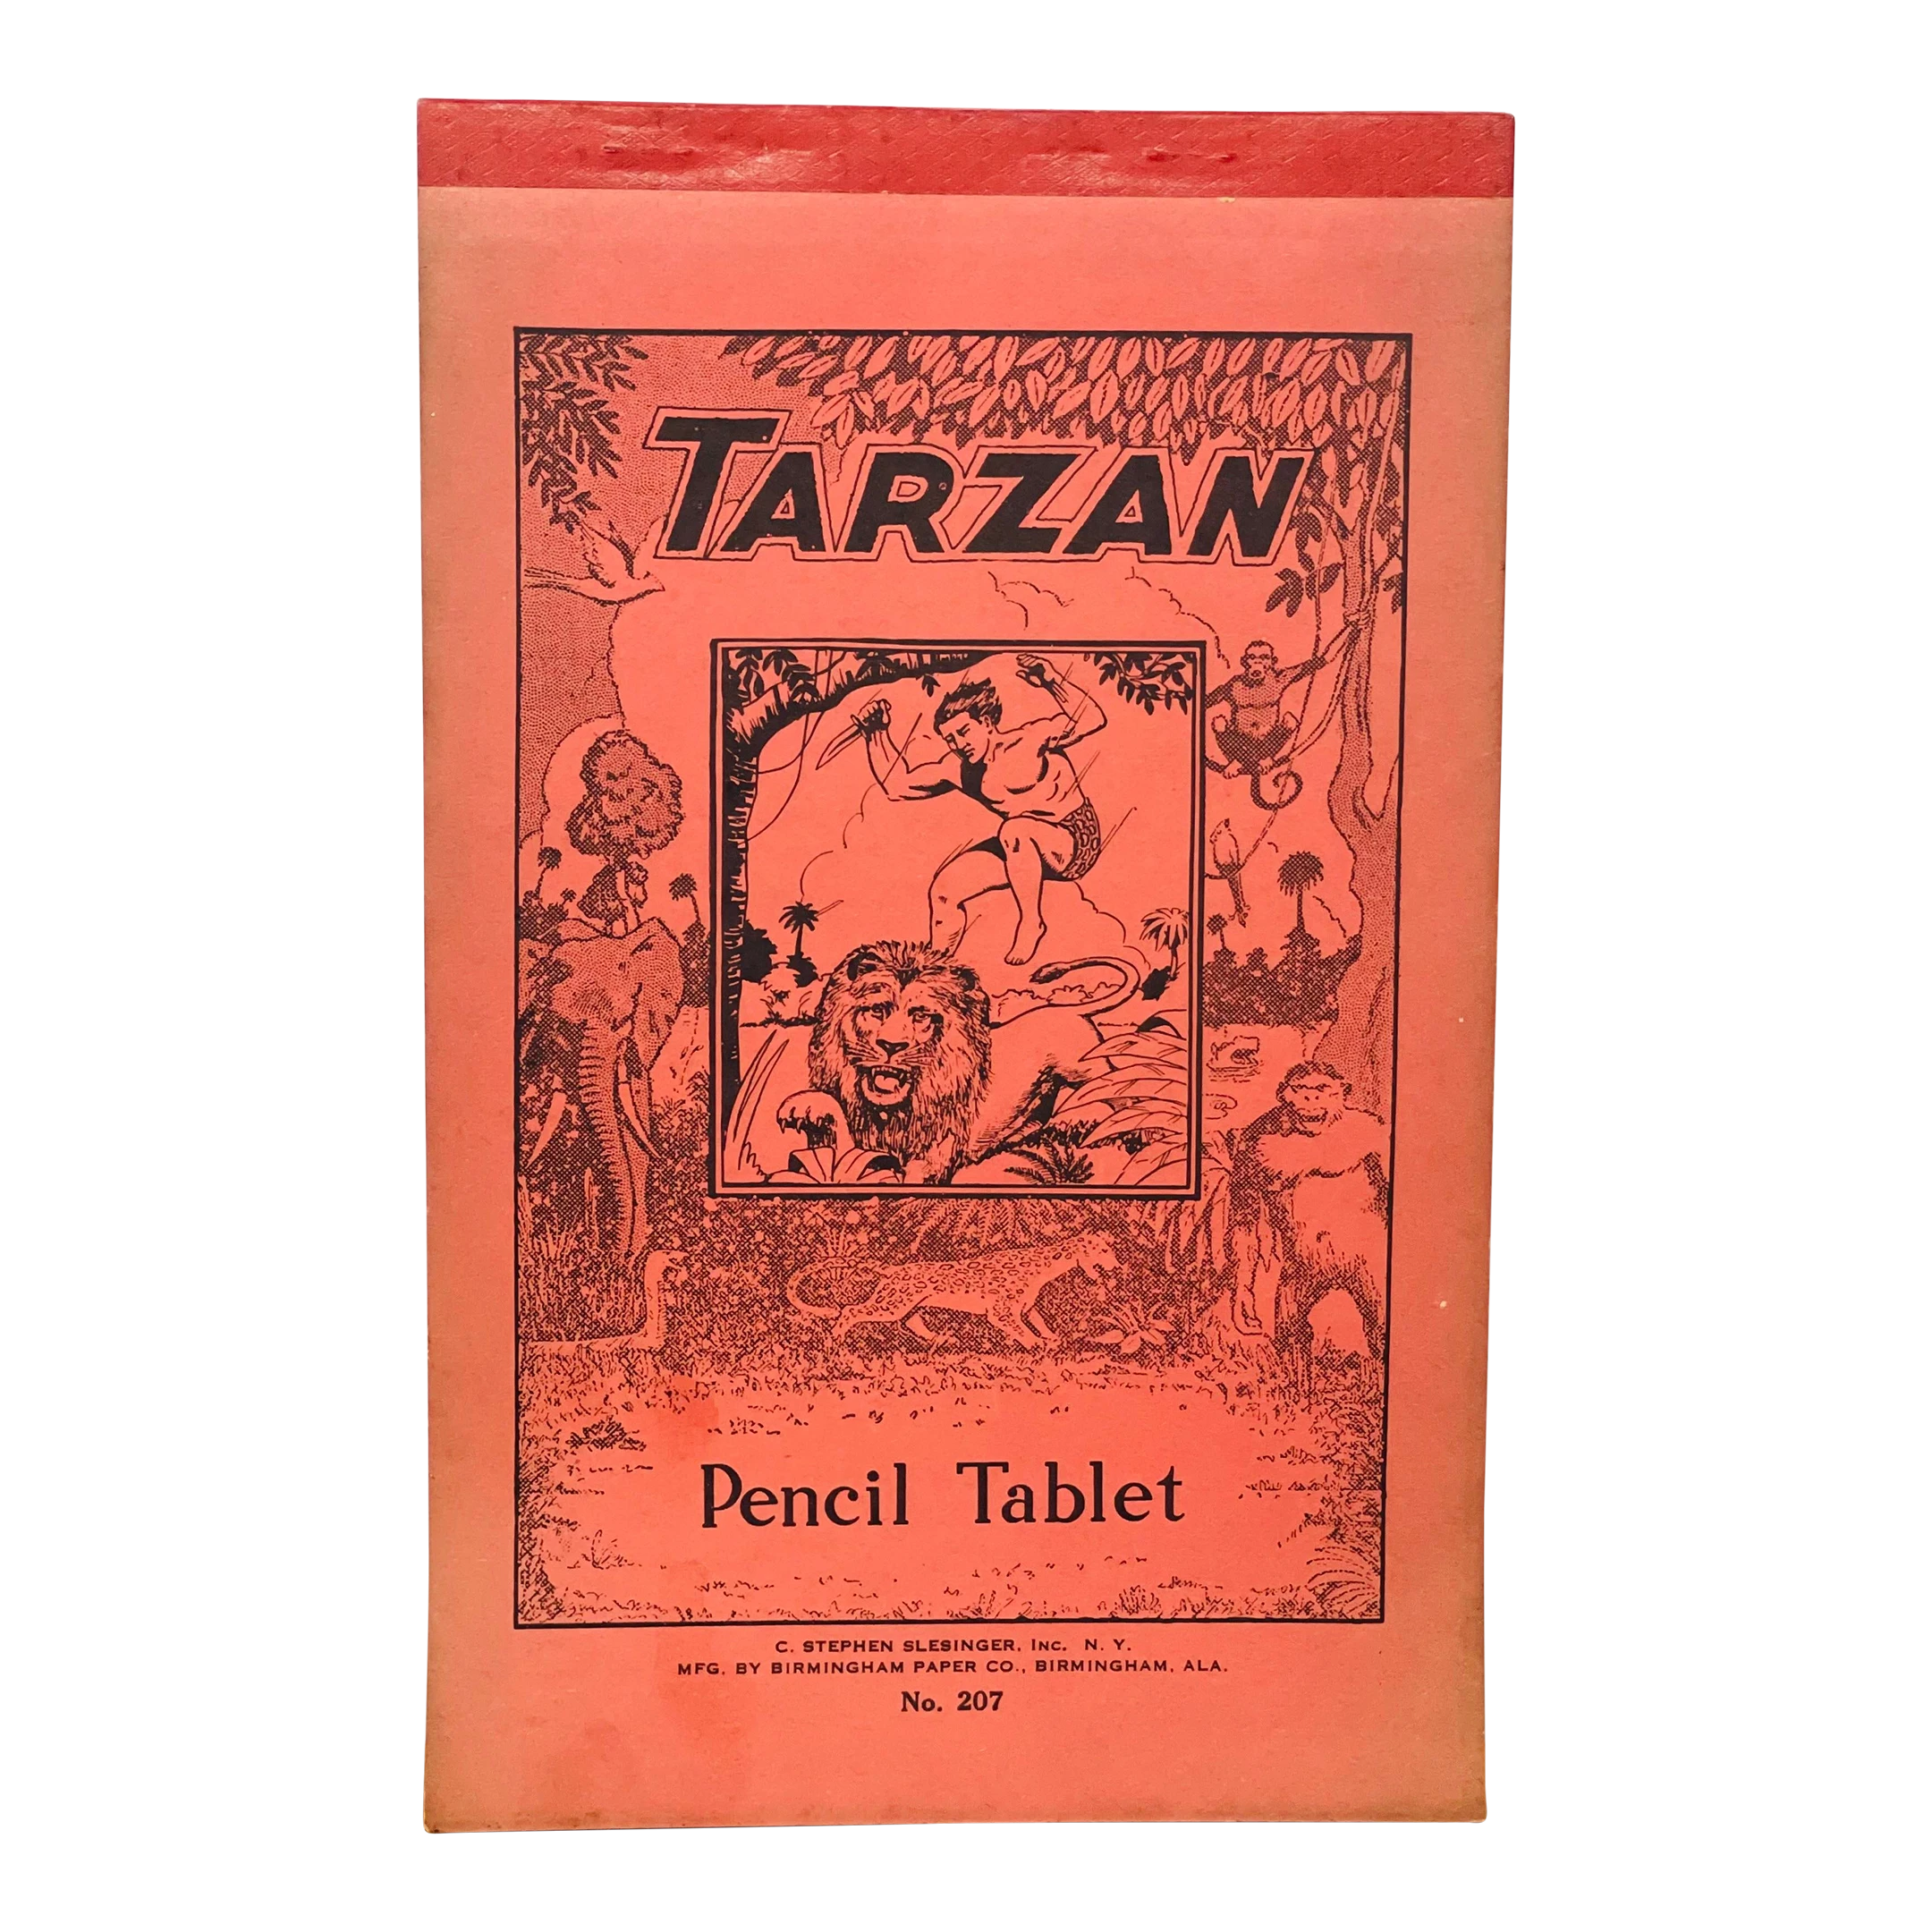 TARZAN
Pencil Tablet
C. STEPHEN SLESINGER, INC. N. Y.
MFG. BY BIRMINGHAM PAPER CO., BIRMINGHAM, ALA.
No. 207